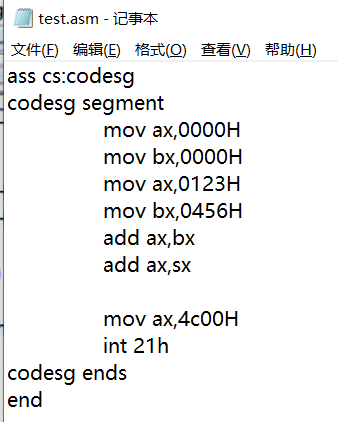 test.asm - 记事本
文件(F) 编辑(E) 格式(O) 查看(V) 帮助(H)
ass cs:codesg
codesg segment
mov ax,0000H
mov bx,0000H
mov ax,0123H
mov bx,0456H
add ax,bx
add ax,sx
mov ax,4c00H
int 21h
codesg ends
end